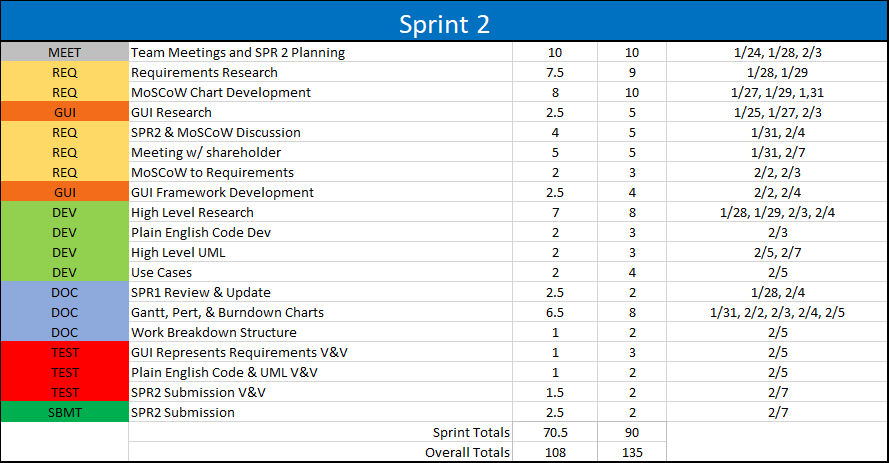 Sprint 2
MEET Team Meetings and SPR 2 Planning 10 10 1/24, 1/28, 2/3
REQ Requirements Research 7.5 9 1/28, 1/29
REQ MoSCoW Chart Development 8 10 1/27, 1/29, 1,31
GUI GUI Research 2.5 5 1/25, 1/27, 2/3
REQ SPR2 & MoSCoW Discussion 4 5 1/31, 2/4
REQ Meeting w/ shareholder 5 5 1/31, 2/7
REQ MoSCoW to Requirements 2 3 2/2, 2/3
GUI GUI Framework Development 2.5 4 2/2, 2/4
DEV High Level Research 7 8 1/28, 1/29, 2/3, 2/4
DEV Plain English Code Dev 2 3 2/3
DEV High Level UML 2 3 2/5, 2/7
DEV Use Cases 2 4 2/5
DOC SPR1 Review & Update 2.5 2 1/28, 2/4
DOC Gantt, Pert, & Burndown Charts 6.5 8 1/31, 2/2, 2/3, 2/4, 2/5
DOC Work Breakdown Structure 1 2 2/5
TEST GUI Represents Requirements V&V 1 3 2/5
TEST Plain English Code & UML V&V 1 2 2/5
TEST SPR2 Submission V&V 1.5 2 2/7
SBMT SPR2 Submission 2.5 2 2/7
Sprint Totals 70.5 90
Overall Totals 108 135